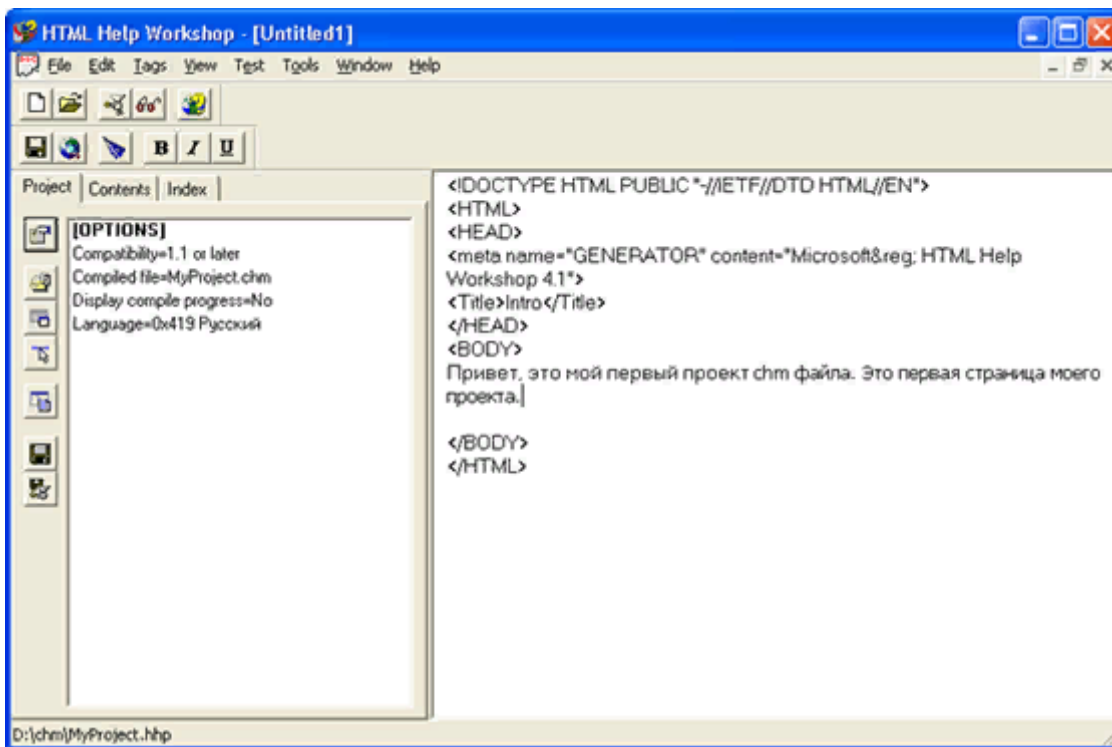 HTML Help Workshop - [Untitled1]
File Edit Tags View Test Tools Window Help
B I U
Project Contents Index
[OPTIONS]
Compatibility=1.1 or later
Compiled file=MyProject.chm
Display compile progress=No
Language=0x419 Русский
<!DOCTYPE HTML PUBLIC "-//IETF//DTD HTML//EN">
<HTML>
<HEAD>
<meta name="GENERATOR" content="Microsoft&reg; HTML Help
Workshop 4.1">
<Title>Intro</Title>
</HEAD>
<BODY>
Привет, это мой первый проект chm файла. Это первая страница моего
проекта.
</BODY>
</HTML>
D:\chm\MyProject.hhp